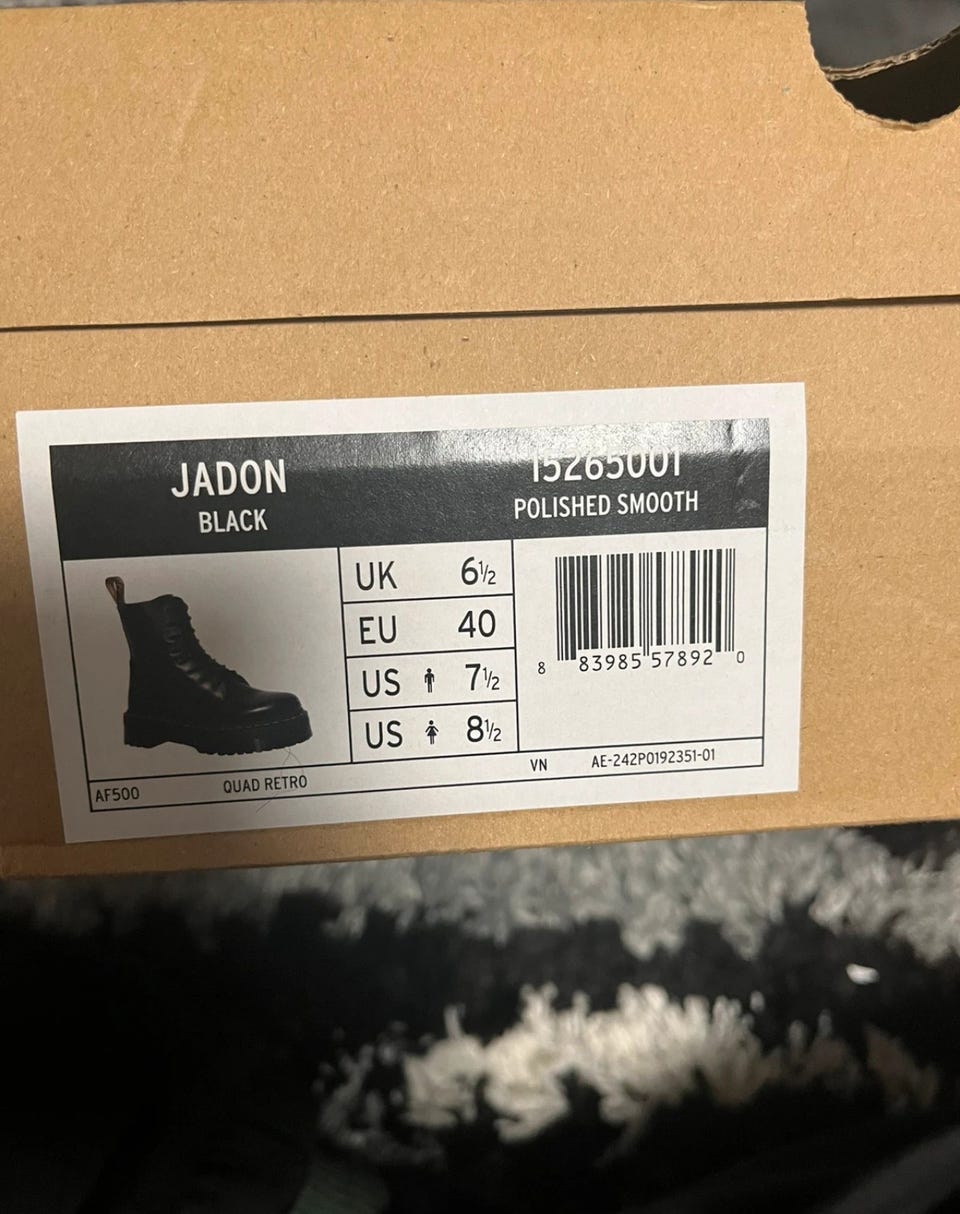 JADON
BLACK
15265001
POLISHED SMOOTH
UK 6½
EU 40
US 7½
US 8½
8 83985 57892 0
AF500
QUAD RETRO
VN
AE-242P0192351-01